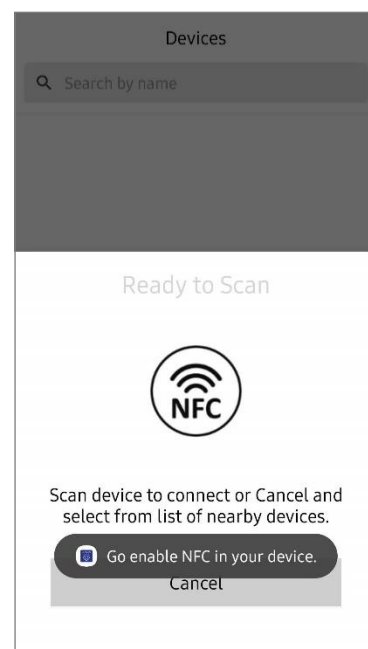 Devices
Search by name
Ready to Scan
NFC
Scan device to connect or Cancel and
select from list of nearby devices.
Go enable NFC in your device.
Cancel